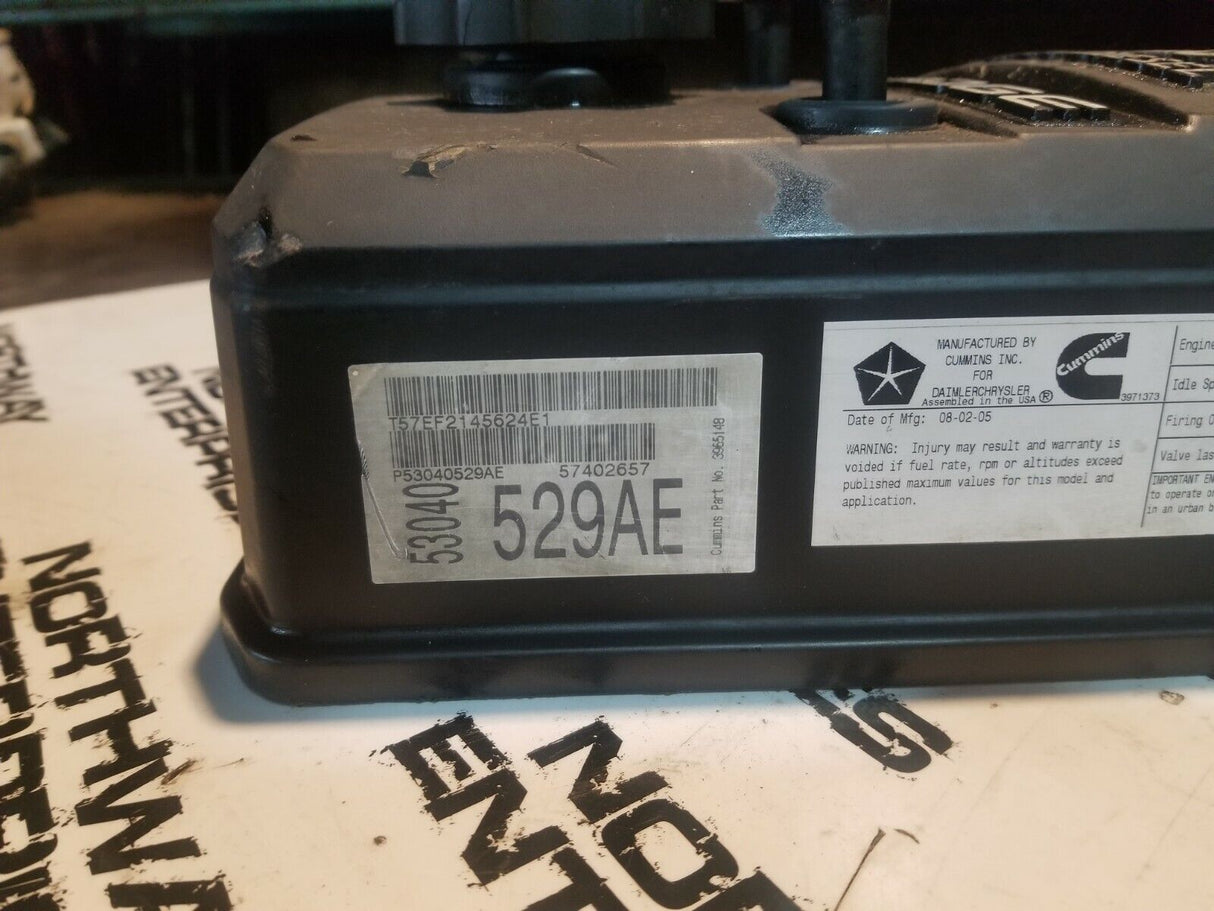 T57EF2145624E1
P53040529AE 57402657
53040
529AE
Cummins Part No. 3965148
MANUFACTURED BY
CUMMINS INC.
FOR
DAIMLERCHRYSLER
Assembled in the USA ®
Cummins
3971373
Date of Mfg: 08-02-05
WARNING: Injury may result and warranty is
voided if fuel rate, rpm or altitudes exceed
published maximum values for this model and
application.
Engine
Idle Sp
Firing O
Valve las
IMPORTANT EN
to operate
in an urban b
NORTHWAY
ENTERPRISE
NORTHWA